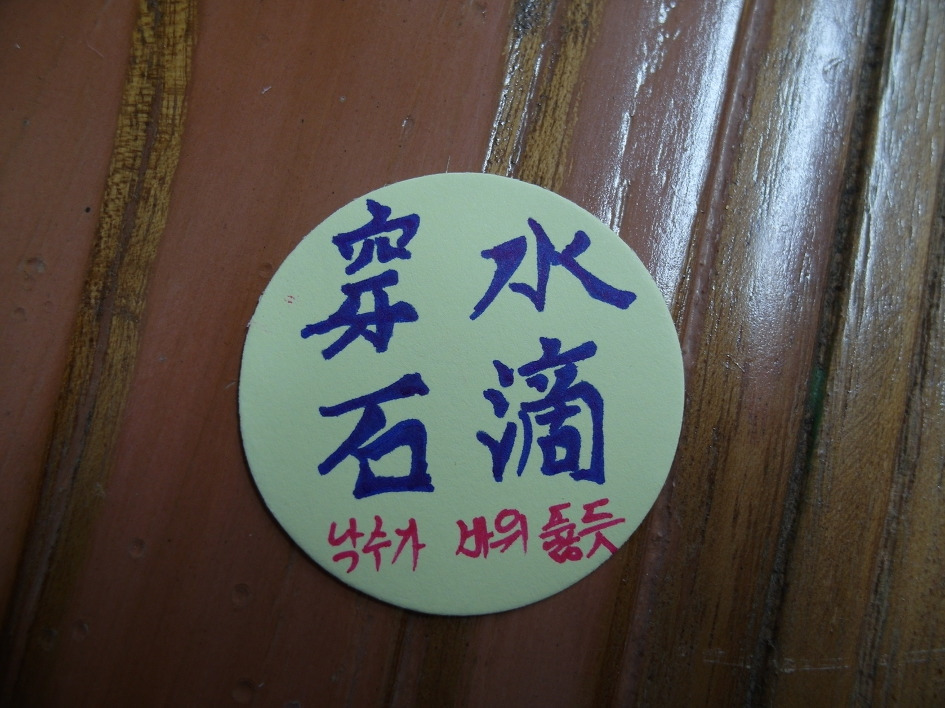 水滴
穿石
낙수가 바위 뚫듯